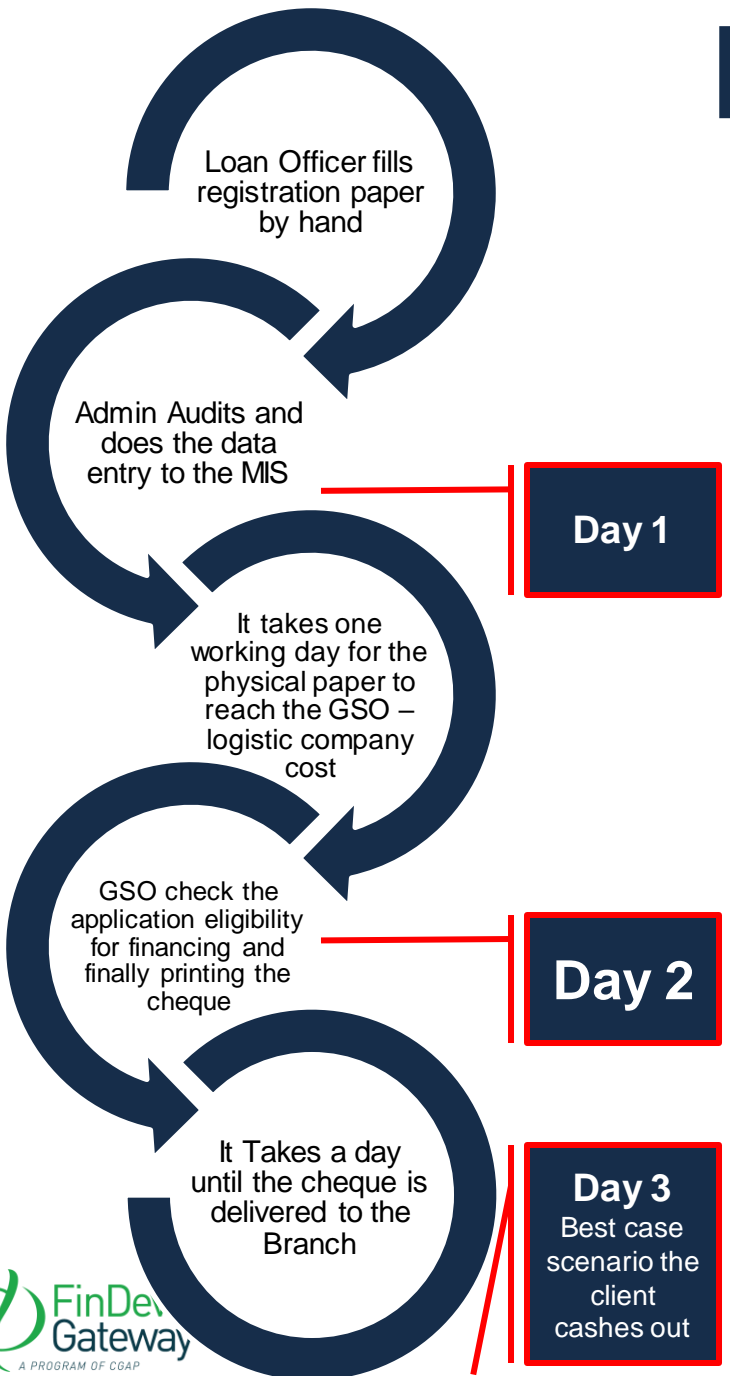 Loan Officer fills
registration paper
by hand
Admin Audits and
does the data
entry to the MIS
Day 1
It takes one
working day for the
physical paper to
reach the GSO –
logistic company
cost
GSO check the
application eligibility
for financing and
finally printing the
cheque
Day 2
It Takes a day
until the cheque is
delivered to the
Branch
Day 3
Best case
scenario the
client
cashes out
Gateway
A PROGRAM OF CGAP